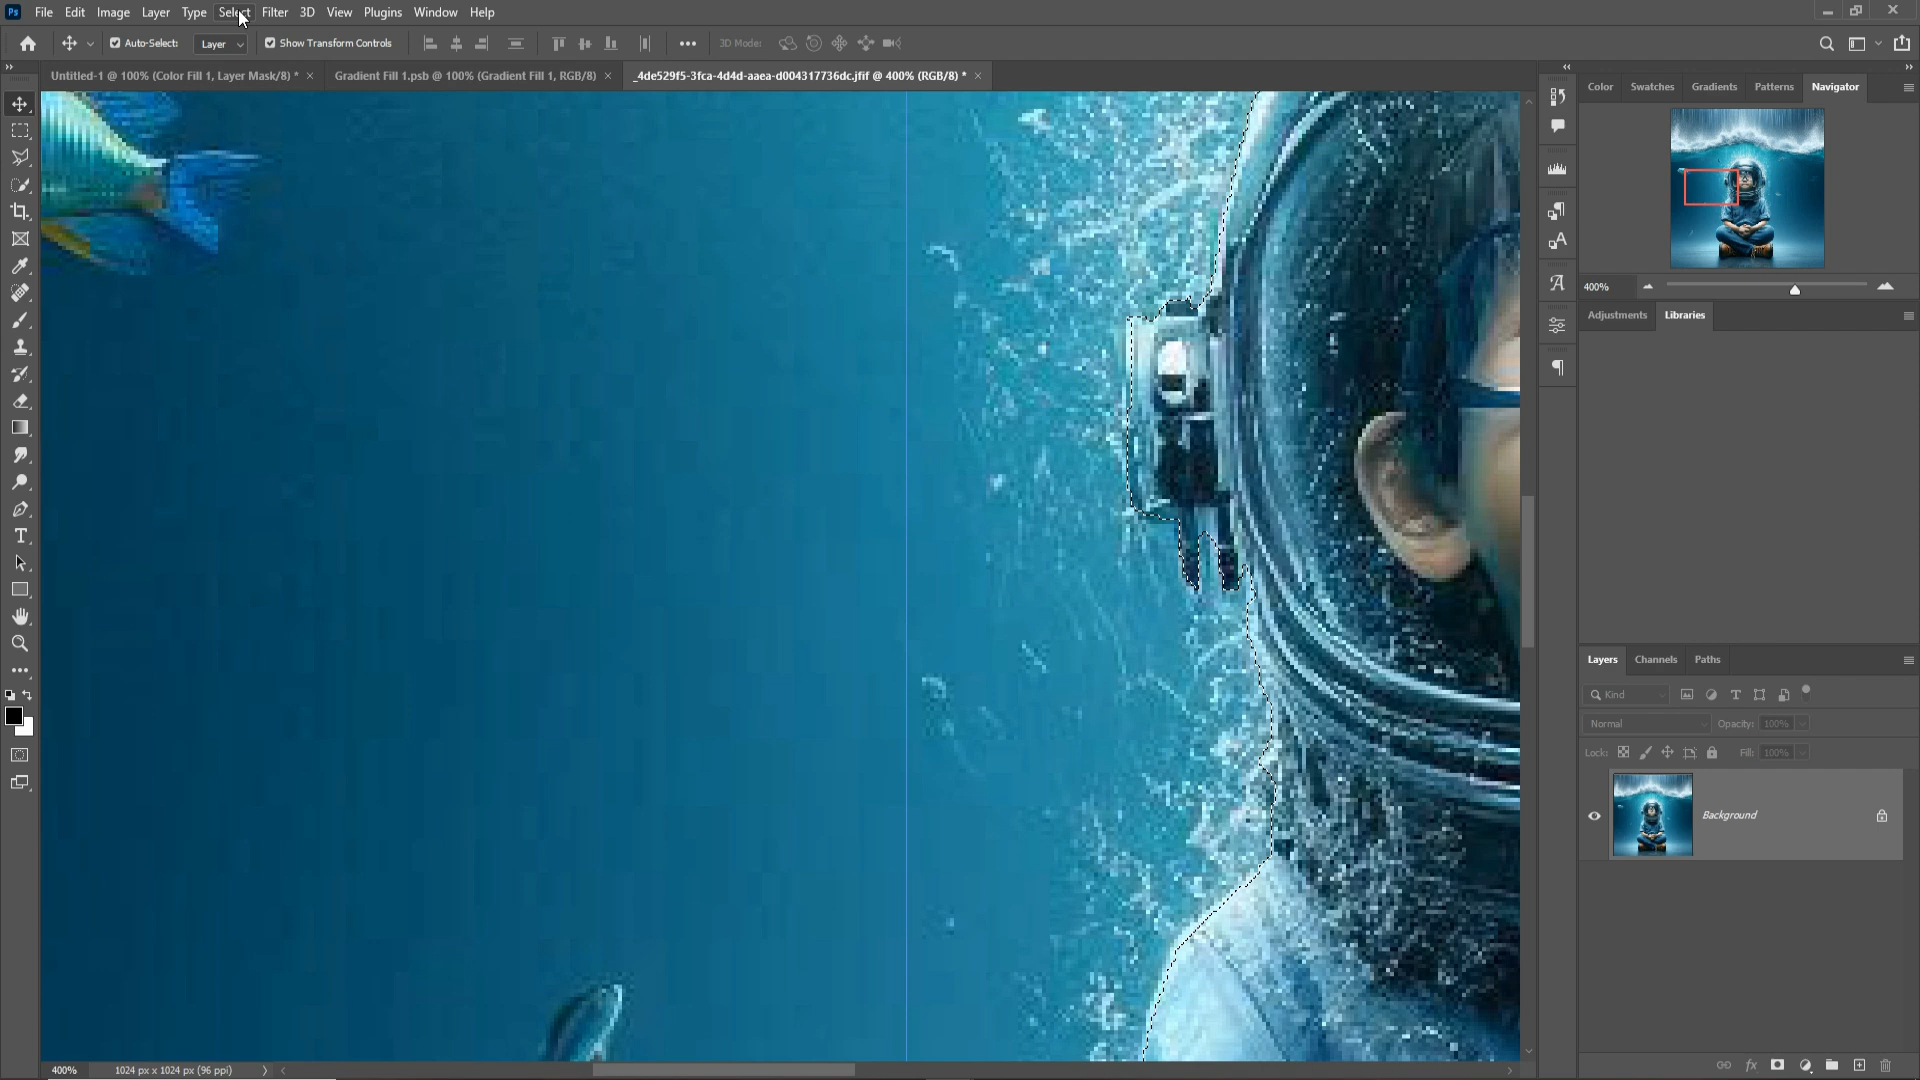 Ps File Edit Image Layer Type Select Filter 3D View Plugins Window Help
Auto-Select: Layer Show Transform Controls 3D Mode:
Untitled-1 @ 100% (Color Fill 1, Layer Mask/8) * × Gradient Fill 1.psb @ 100% (Gradient Fill 1, RGB/8) × _4de529f5-3fca-4d4d-aaea-d004317736dc.jfif @ 400% (RGB/8) * ×
Color Swatches Gradients Patterns Navigator
400%
Adjustments Libraries
Layers Channels Paths
Kind
Normal Opacity: 100%
Lock: Fill: 100%
Background
400% 1024 px x 1024 px (96 ppi)